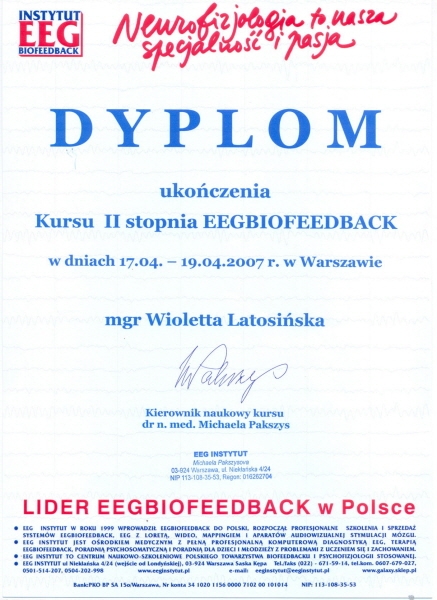 INSTYTUT
EEG
BIOFEEDBACK
Neurofizjologia to nasza
specjalność i pasja
DYPLOM
ukończenia
Kursu II stopnia EEGBIOFEEDBACK
w dniach 17.04. – 19.04.2007 r. w Warszawie
mgr Wioletta Latosińska
Kierownik naukowy kursu
dr n. med. Michaela Pakszys
EEG INSTYTUT
Michaela Pakszysowa
03-924 Warszawa, ul. Niekłańska 4/24
NIP 113-108-35-53, Regon: 016262704
LIDER EEGBIOFEEDBACK w Polsce
● EEG INSTYTUT W ROKU 1999 WPROWADZIŁ EEGBIOFEEDBACK DO POLSKI, ROZPOCZĄŁ PROFESJONALNE SZKOLENIA I SPRZEDAŻ
SYSTEMÓW EEGBIOFEEDBACK, EEG Z LORETĄ, WIDEO, MAPPINGIEM I APARATÓW AUDIOWIZUALNEJ STYMULACJI MÓZGU.
● EEG INSTYTUT JEST OŚRODKIEM MEDYCZNYM Z PEŁNĄ PROFESJONALNĄ KOMPUTEROWĄ DIAGNOSTYKĄ EEG, TERAPIĄ
EEGBIOFEEDBACK, PORADNIĄ PSYCHOSOMATYCZNĄ I PORADNIĄ DLA DZIECI I MŁODZIEŻY Z PROBLEMAMI Z UCZENIEM SIĘ I ZACHOWANIEM.
● EEG INSTYTUT TO CENTRUM NAUKOWO-SZKOLENIOWE POLSKIEGO TOWARZYSTWA BIOFEEDBACKU I PSYCHOFIZJOLOGII STOSOWANEJ.
● EEG INSTYTUT ul Niekłańska 4/24 (wejście od Londyńskiej), 03-924 Warszawa Saska Kępa Tel./faks (022) - 671-59-14, tel.kom. 0607-679-027,
0501-514-207, 0504-202-998 www.eegisntytut.pl e-mail: eegisntytut@eegisntytut.pl www.galaxy.sklep.pl
Bank:PKO BP SA 15o/Warszawa, Nr konta 34 1020 1156 0000 7102 00 101014 NIP: 113-108-35-53